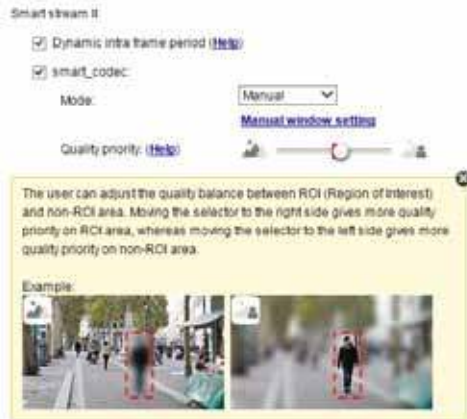 Smart stream II
Dynamic intra frame period (Help)
smart_codec:
Mode: Manual
Manual window setting
Quality priority: (Help)
The user can adjust the quality balance between ROI (Region of Interest)
and non-ROI area. Moving the selector to the right side gives more quality
priority on ROI area, whereas moving the selector to the left side gives more
quality priority on non-ROI area.
Example: